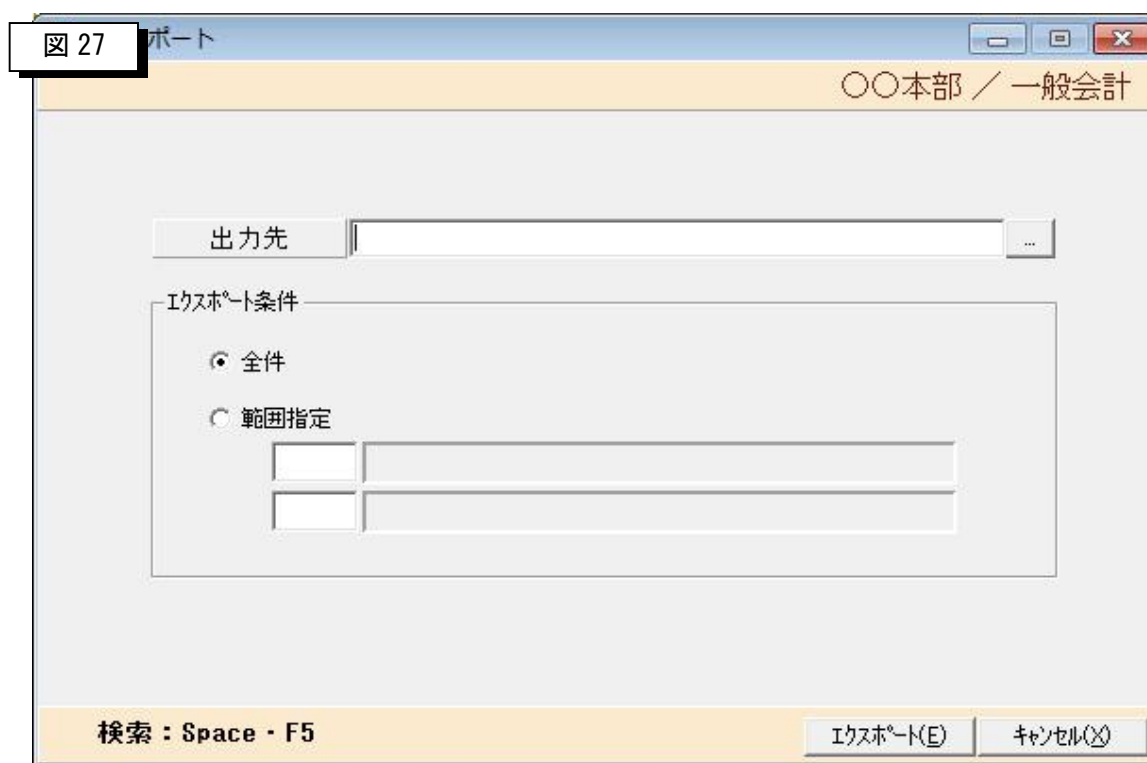 図 27
ポート
〇〇本部 / 一般会計
出力先
...
エクスポート条件
全件
範囲指定
検索：Space・F5
エクスポート(E)
キャンセル(X)